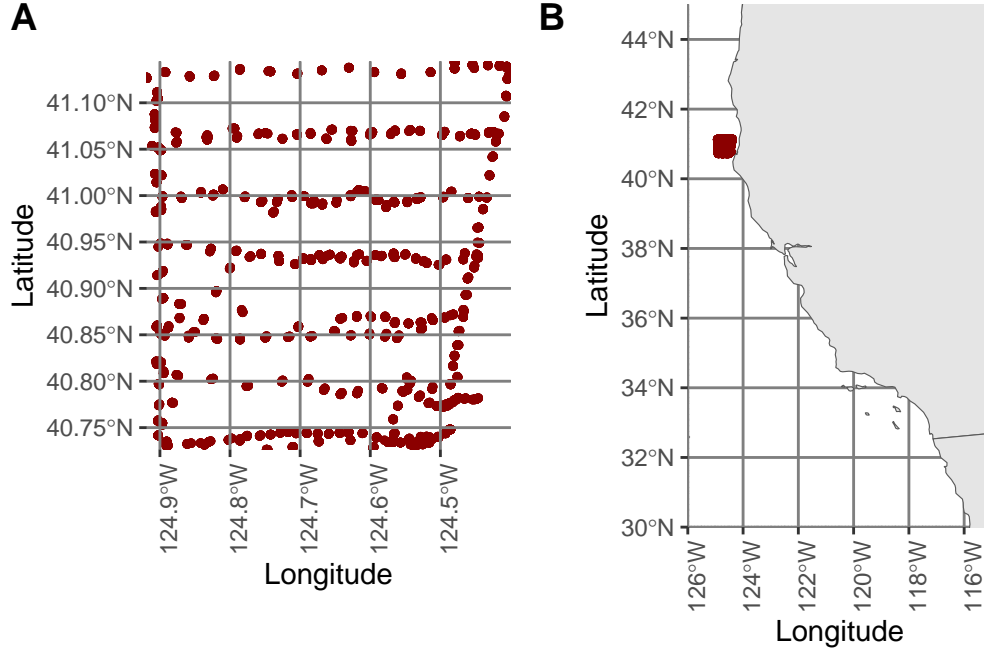 A
41.10°N
41.05°N
41.00°N
40.95°N
40.90°N
40.85°N
40.80°N
40.75°N
Latitude
124.9°W
124.8°W
124.7°W
124.6°W
124.5°W
Longitude
B
44°N
42°N
40°N
38°N
36°N
34°N
32°N
30°N
Latitude
126°W
124°W
122°W
120°W
118°W
116°W
Longitude